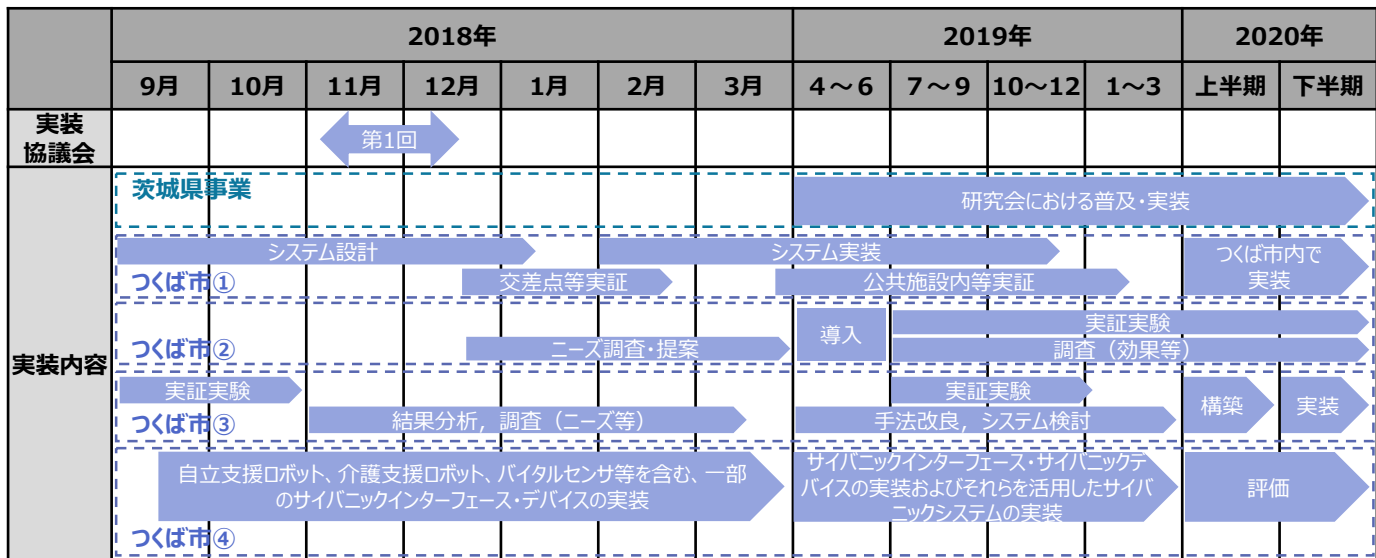 2018年 2019年 2020年
9月 10月 11月 12月 1月 2月 3月 4～6 7～9 10～12 1～3 上半期 下半期
実装
協議会
第1回
実装内容
茨城県事業
研究会における普及・実装
システム設計
システム実装
つくば市内で
実装
つくば市①
交差点等実証
公共施設内等実証
導入
実証実験
つくば市②
ニーズ調査・提案
調査（効果等）
実証実験
実証実験
構築
実装
つくば市③
結果分析，調査（ニーズ等）
手法改良，システム検討
自立支援ロボット、介護支援ロボット、バイタルセンサ等を含む、一部
のサイバニックインターフェース・デバイスの実装
サイバニックインターフェース・サイバニックデ
バイスの実装およびそれらを活用したサイバ
ニックシステムの実装
評価
つくば市④